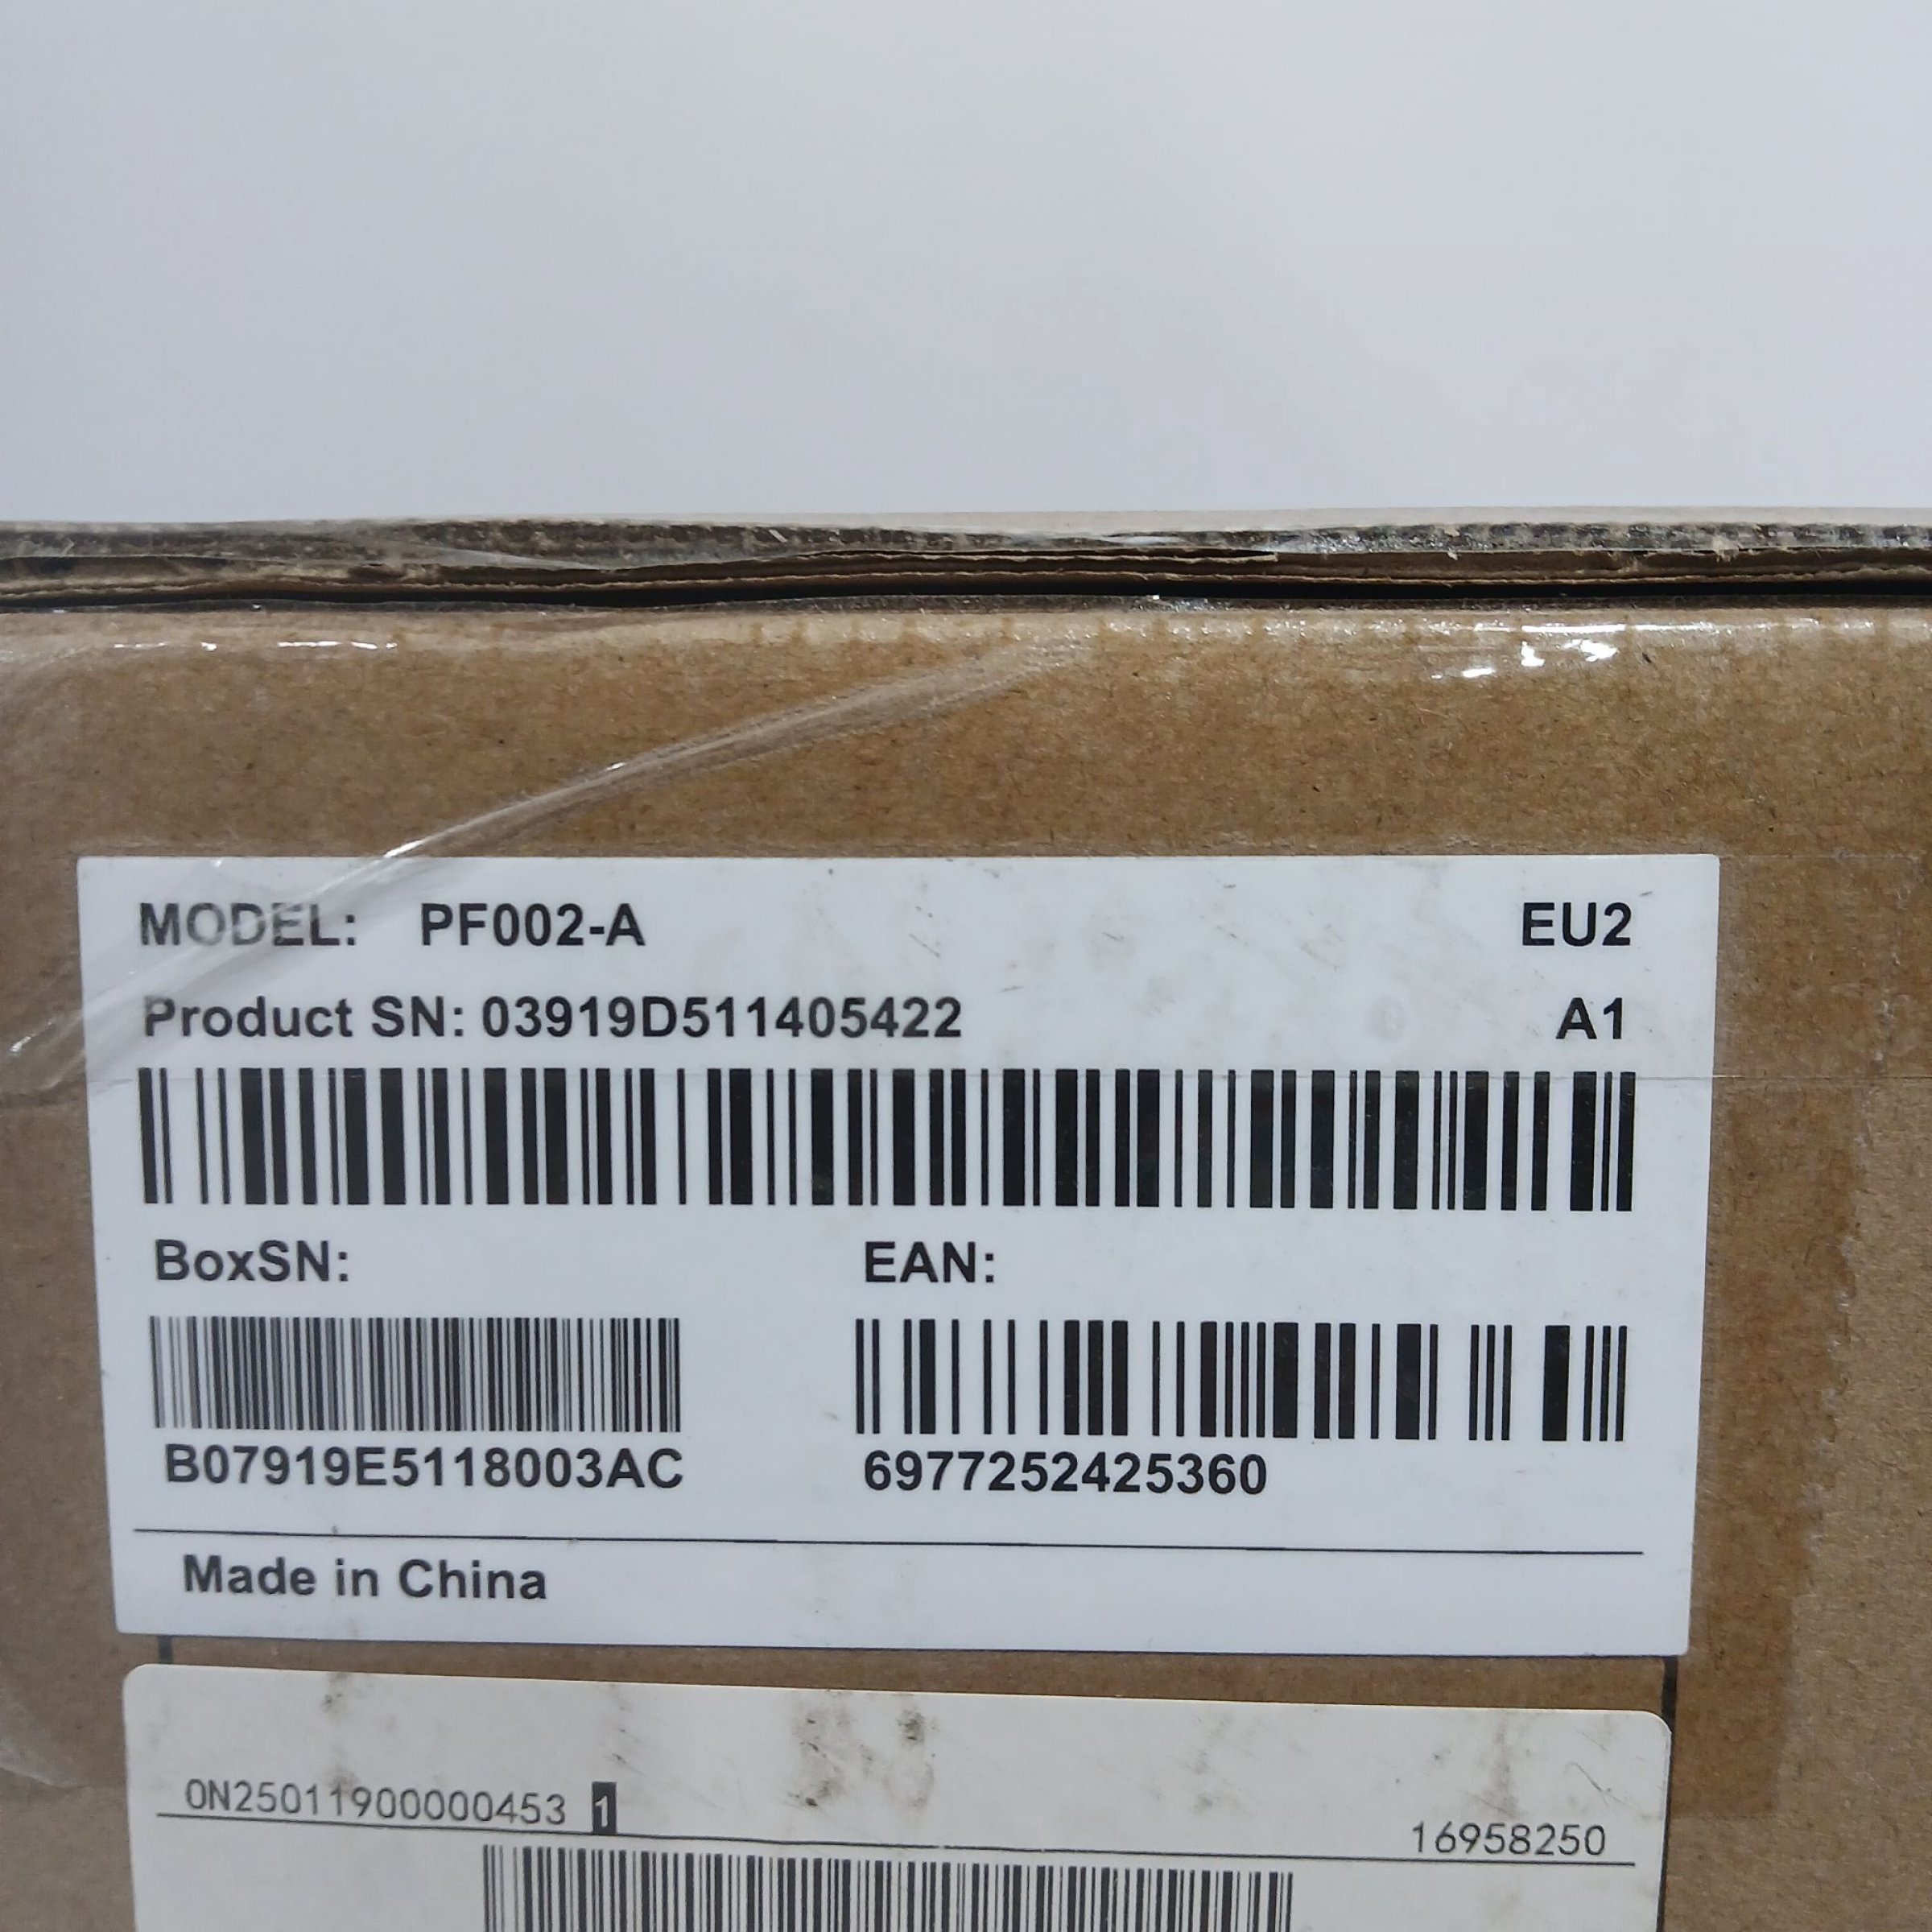 MODEL: PF002-A EU2
Product SN: 03919D511405422 A1
BoxSN: EAN:
B07919E5118003AC 6977252425360
Made in China
0N25011900000453 1
16958250